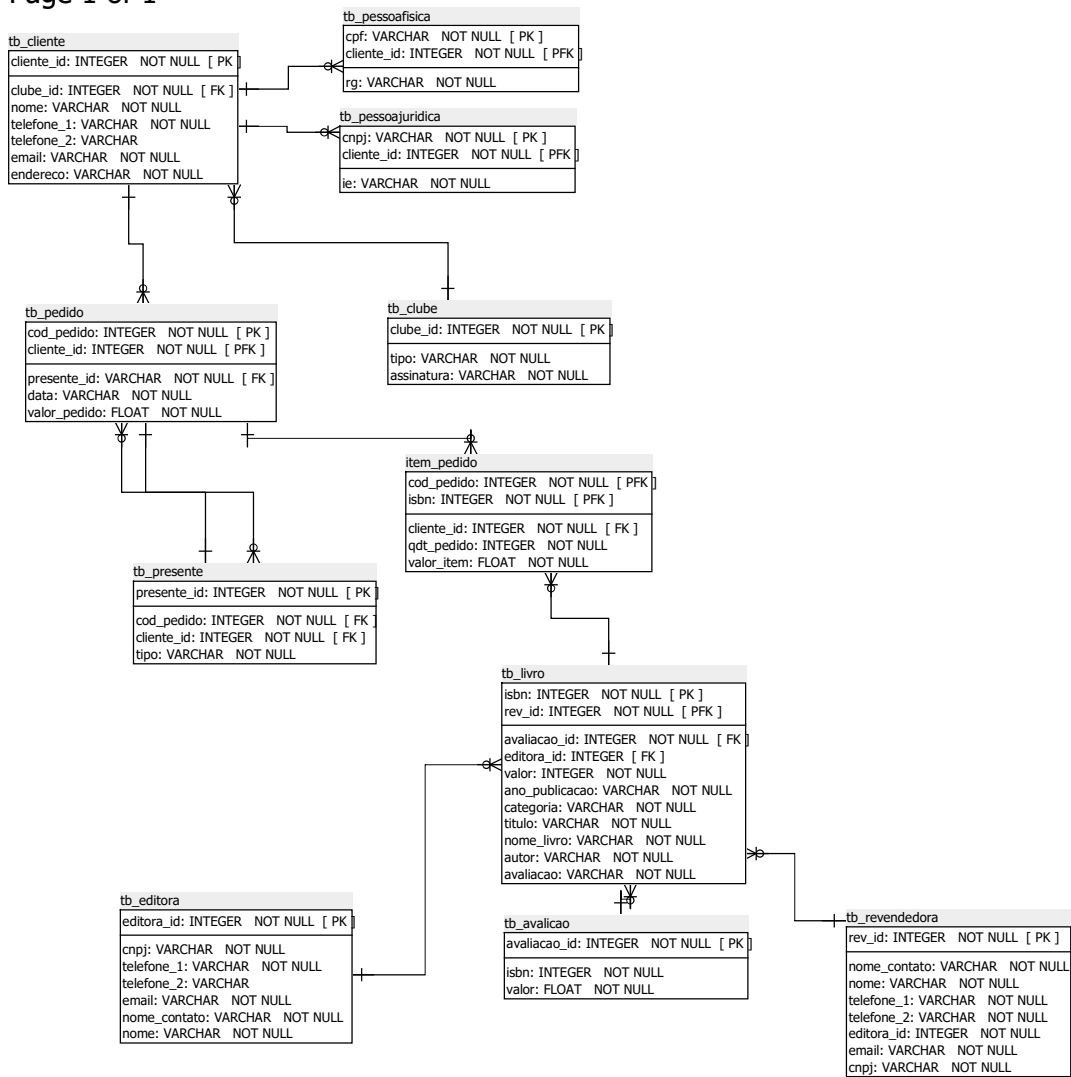 Page 1 of 1
tb_pessoafisica
cpf: VARCHAR NOT NULL [ PK ]
cliente_id: INTEGER NOT NULL [ PFK ]
rg: VARCHAR NOT NULL
tb_cliente
cliente_id: INTEGER NOT NULL [ PK ]
clube_id: INTEGER NOT NULL [ FK ]
nome: VARCHAR NOT NULL
telefone_1: VARCHAR NOT NULL
telefone_2: VARCHAR
email: VARCHAR NOT NULL
endereco: VARCHAR NOT NULL
tb_pessoajuridica
cnpj: VARCHAR NOT NULL [ PK ]
cliente_id: INTEGER NOT NULL [ PFK ]
ie: VARCHAR NOT NULL
tb_pedido
cod_pedido: INTEGER NOT NULL [ PK ]
cliente_id: INTEGER NOT NULL [ PFK ]
presente_id: VARCHAR NOT NULL [ FK ]
data: VARCHAR NOT NULL
valor_pedido: FLOAT NOT NULL
tb_clube
clube_id: INTEGER NOT NULL [ PK ]
tipo: VARCHAR NOT NULL
assinatura: VARCHAR NOT NULL
item_pedido
cod_pedido: INTEGER NOT NULL [ PFK ]
isbn: INTEGER NOT NULL [ PFK ]
cliente_id: INTEGER NOT NULL [ FK ]
qdt_pedido: INTEGER NOT NULL
valor_item: FLOAT NOT NULL
tb_presente
presente_id: INTEGER NOT NULL [ PK ]
cod_pedido: INTEGER NOT NULL [ FK ]
cliente_id: INTEGER NOT NULL [ FK ]
tipo: VARCHAR NOT NULL
tb_livro
isbn: INTEGER NOT NULL [ PK ]
rev_id: INTEGER NOT NULL [ PFK ]
avaliacao_id: INTEGER NOT NULL [ FK ]
editora_id: INTEGER [ FK ]
valor: INTEGER NOT NULL
ano_publicacao: VARCHAR NOT NULL
categoria: VARCHAR NOT NULL
titulo: VARCHAR NOT NULL
nome_livro: VARCHAR NOT NULL
autor: VARCHAR NOT NULL
avaliacao: VARCHAR NOT NULL
tb_editora
editora_id: INTEGER NOT NULL [ PK ]
cnpj: VARCHAR NOT NULL
telefone_1: VARCHAR NOT NULL
telefone_2: VARCHAR
email: VARCHAR NOT NULL
nome_contato: VARCHAR NOT NULL
nome: VARCHAR NOT NULL
tb_avalicao
avaliacao_id: INTEGER NOT NULL [ PK ]
isbn: INTEGER NOT NULL
valor: FLOAT NOT NULL
tb_revendedora
rev_id: INTEGER NOT NULL [ PK ]
nome_contato: VARCHAR NOT NULL
nome: VARCHAR NOT NULL
telefone_1: VARCHAR NOT NULL
telefone_2: VARCHAR NOT NULL
editora_id: INTEGER NOT NULL
email: VARCHAR NOT NULL
cnpj: VARCHAR NOT NULL